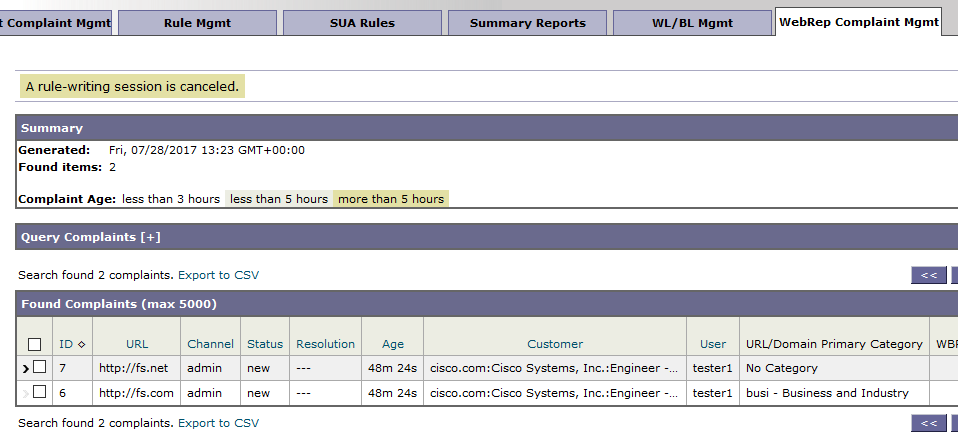 t Complaint Mgmt Rule Mgmt SUA Rules Summary Reports WL/BL Mgmt WebRep Complaint Mgmt
A rule-writing session is canceled.
Summary
Generated: Fri, 07/28/2017 13:23 GMT+00:00
Found items: 2
Complaint Age: less than 3 hours less than 5 hours more than 5 hours
Query Complaints [+]
Search found 2 complaints. Export to CSV <<
Found Complaints (max 5000)
ID URL Channel Status Resolution Age Customer User URL/Domain Primary Category WBR
7 http://fs.net admin new --- 48m 24s cisco.com:Cisco Systems, Inc.:Engineer -... tester1 No Category
6 http://fs.com admin new --- 48m 24s cisco.com:Cisco Systems, Inc.:Engineer -... tester1 busi - Business and Industry
Search found 2 complaints. Export to CSV <<